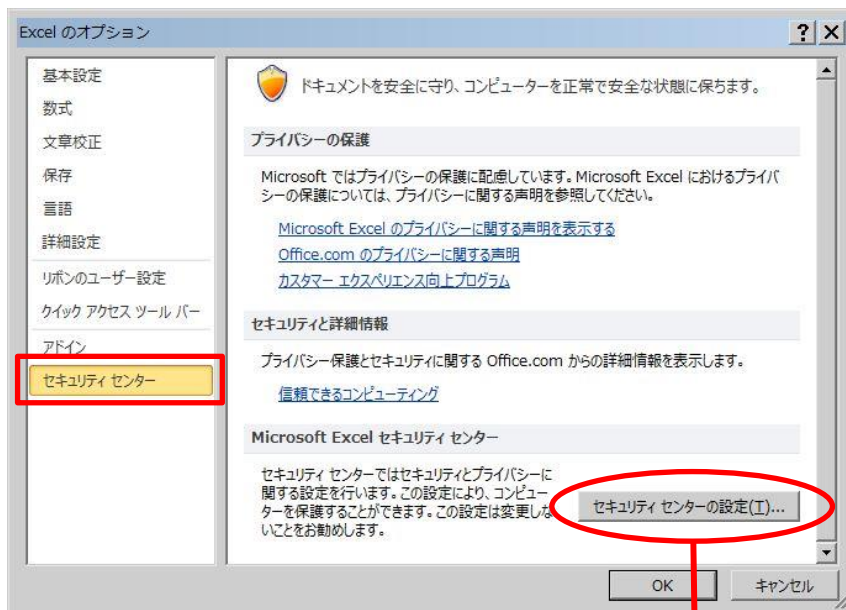 Excel のオプション
基本設定
数式
文章校正
保存
言語
詳細設定
リボンのユーザー設定
クイック アクセス ツール バー
アドイン
セキュリティ センター
ドキュメントを安全に守り、コンピューターを正常で安全な状態に保ちます。
プライバシーの保護
Microsoft ではプライバシーの保護に配慮しています。Microsoft Excel におけるプライバ
シーの保護については、プライバシーに関する声明を参照してください。
Microsoft Excel のプライバシーに関する声明を表示する
Office.com のプライバシーに関する声明
カスタマー エクスペリエンス向上プログラム
セキュリティと詳細情報
プライバシー保護とセキュリティに関する Office.com からの詳細情報を表示します。
信頼できるコンピューティング
Microsoft Excel セキュリティ センター
セキュリティ センターではセキュリティとプライバシーに
関する設定を行います。この設定により、コンピュー
ターを保護することができます。この設定は変更しな
いことをお勧めします。
セキュリティ センターの設定(T)...
OK
キャンセル